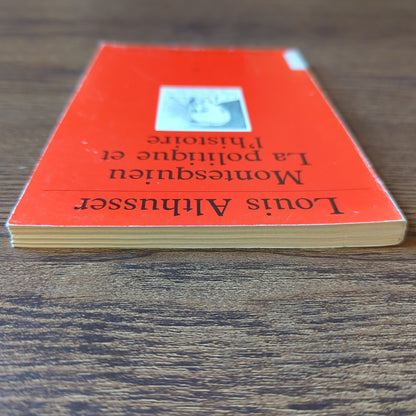 Louis Althusser
Montesquieu
La politique et
l'histoire